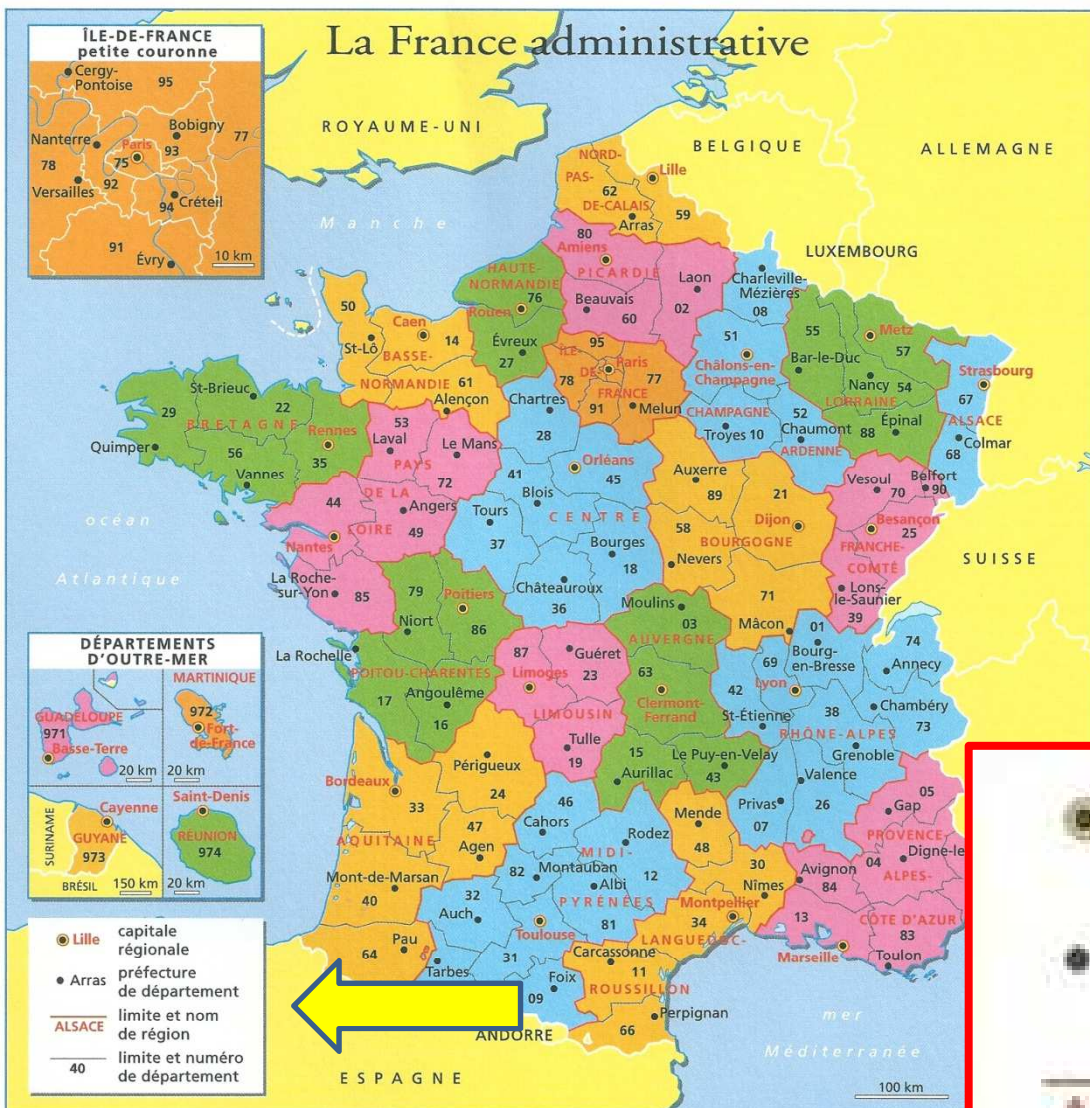 La France administrative
ÎLE-DE-FRANCE
petite couronne
Cergy-
Pontoise
95
Nanterre
Bobigny
93
77
Paris
75
78
92
Versailles
94
Créteil
91
Évry
10 km
ROYAUME-UNI
BELGIQUE
ALLEMAGNE
LUXEMBOURG
SUISSE
Manche
océan
Atlantique
NORD-
PAS-
DE-CALAIS
62
Lille
59
Arras
80
Amiens
PICARDIE
Laon
Beauvais
60
02
HAUTE-
NORMANDIE
76
Rouen
Évreux
27
50
Caen
St-Lô
14
BASSE-
NORMANDIE
61
Alençon
Charleville-
Mézières
08
51
Châlons-en-
Champagne
CHAMPAGNE
Troyes 10
52
Chaumont
ARDENNE
55
Metz
57
Bar-le-Duc
Nancy
54
LORRAINE
88
Épinal
Strasbourg
67
ALSACE
Colmar
68
95
ÎLE-
DE-
FRANCE
Paris
78
77
91
Melun
St-Brieuc
29
22
BRETAGNE
Quimper
56
Rennes
35
Vannes
53
Laval
Le Mans
PAYS
72
DE LA
44
Angers
LOIRE
49
Nantes
La Roche-
sur-Yon
85
Chartres
28
Orléans
45
41
Blois
Tours
CENTRE
37
Bourges
18
Châteauroux
36
Auxerre
89
21
58
Dijon
BOURGOGNE
Nevers
71
Mâcon
Vesoul
70
Belfort
90
Besançon
25
FRANCHE-
COMTÉ
Lons-
le-Saunier
39
79
Poitiers
Niort
86
La Rochelle
POITOU-CHARENTES
17
Angoulême
16
87
Guéret
Limoges
23
LIMOUSIN
Tulle
19
Moulins
03
AUVERGNE
63
Clermont-
Ferrand
15
Le Puy-en-Velay
Aurillac
43
01
Bourg-
en-Bresse
74
Annecy
69
42
Lyon
Chambéry
73
St-Étienne
38
RHÔNE-ALPES
Grenoble
Valence
Privas
26
07
Périgueux
24
Bordeaux
33
47
AQUITAINE
Agen
Mont-de-Marsan
40
64
Pau
46
Cahors
Rodez
MIDI-
82
Montauban
12
Albi
32
PYRÉNÉES
Auch
81
Toulouse
31
65
Tarbes
Foix
09
Mende
48
30
Nîmes
Montpellier
34
LANGUEDOC-
Carcassonne
11
ROUSSILLON
Perpignan
66
05
Gap
PROVENCE
04
Digne-le
Avignon
84
ALPES-
13
CÔTE D'AZUR
83
Marseille
Toulon
ANDORRE
ESPAGNE
mer
Méditerranée
100 km
DÉPARTEMENTS
D'OUTRE-MER
MARTINIQUE
GUADELOUPE
971
Basse-Terre
20 km
972
Fort-
de-France
20 km
SURINAME
Cayenne
GUYANE
973
BRÉSIL
150 km
Saint-Denis
RÉUNION
974
20 km
Lille
capitale
régionale
Arras
préfecture
de département
ALSACE
limite et nom
de région
40
limite et numéro
de département